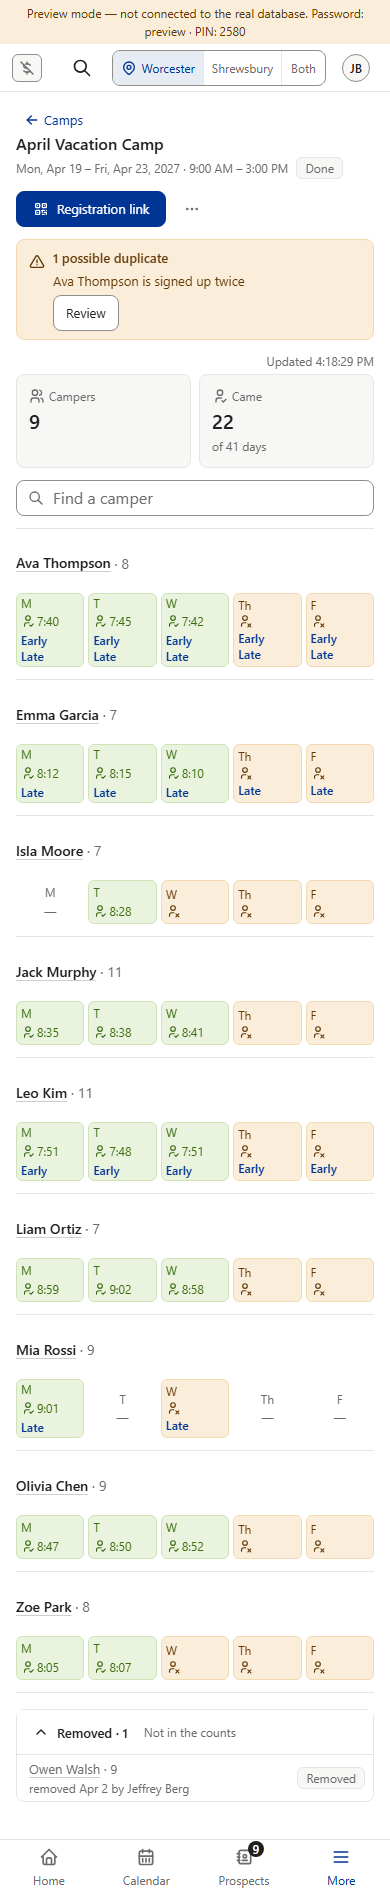 Preview mode — not connected to the real database. Password:
preview · PIN: 2580
Worcester
Shrewsbury
Both
JB
Camps
April Vacation Camp
Mon, Apr 19 – Fri, Apr 23, 2027 · 9:00 AM – 3:00 PM
Done
Registration link
1 possible duplicate
Ava Thompson is signed up twice
Review
Updated 4:18:29 PM
Campers
9
Came
22
of 41 days
Find a camper
Ava Thompson · 8
M
7:40
Early
Late
T
7:45
Early
Late
W
7:42
Early
Late
Th
Early
Late
F
Early
Late
Emma Garcia · 7
M
8:12
Late
T
8:15
Late
W
8:10
Late
Th
Late
F
Late
Isla Moore · 7
M
—
T
8:28
W
Th
F
Jack Murphy · 11
M
8:35
T
8:38
W
8:41
Th
F
Leo Kim · 11
M
7:51
Early
T
7:48
Early
W
7:51
Early
Th
Early
F
Early
Liam Ortiz · 7
M
8:59
T
9:02
W
8:58
Th
F
Mia Rossi · 9
M
9:01
Late
T
—
W
Late
Th
—
F
—
Olivia Chen · 9
M
8:47
T
8:50
W
8:52
Th
F
Zoe Park · 8
M
8:05
T
8:07
W
Th
F
Removed · 1
Not in the counts
Owen Walsh · 9
removed Apr 2 by Jeffrey Berg
Removed
Home
Calendar
9
Prospects
More